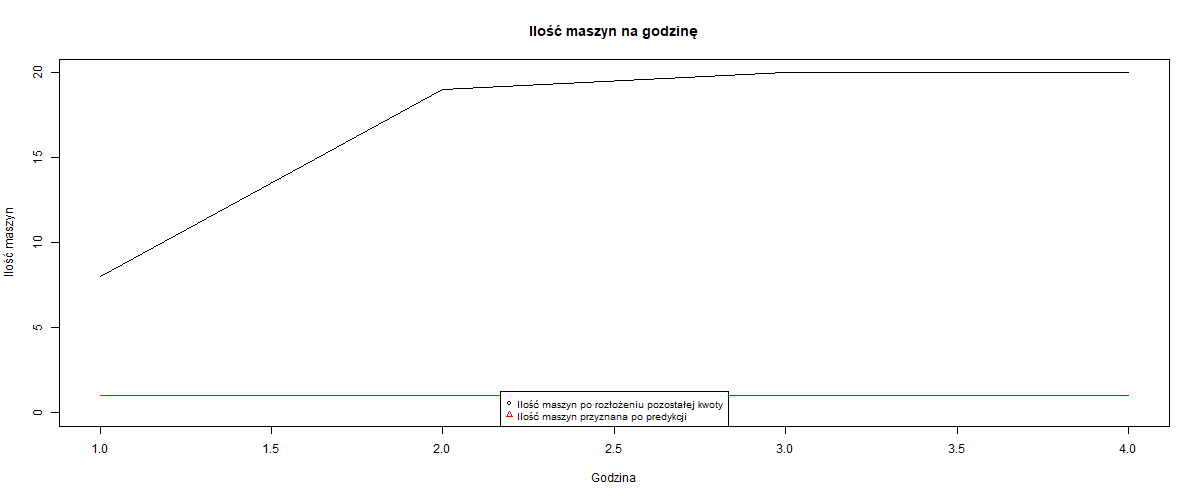 Ilość maszyn na godzinę
Ilość maszyn
20
15
10
5
0
Ilość maszyn po rozłożeniu pozostałej kwoty
Ilość maszyn przyznana po predykcji
1.0 1.5 2.0 2.5 3.0 3.5 4.0
Godzina